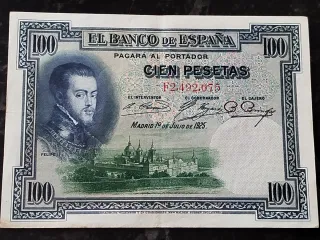 100 EL BANCO DE ESPAÑA 100
PAGARÁ AL PORTADOR
CIEN PESETAS
F2,492,075
EL INTERVENTOR EL GOBERNADOR EL CAJERO
MADRID 1º DE JULIO DE 1925.
FELIPE
100 100